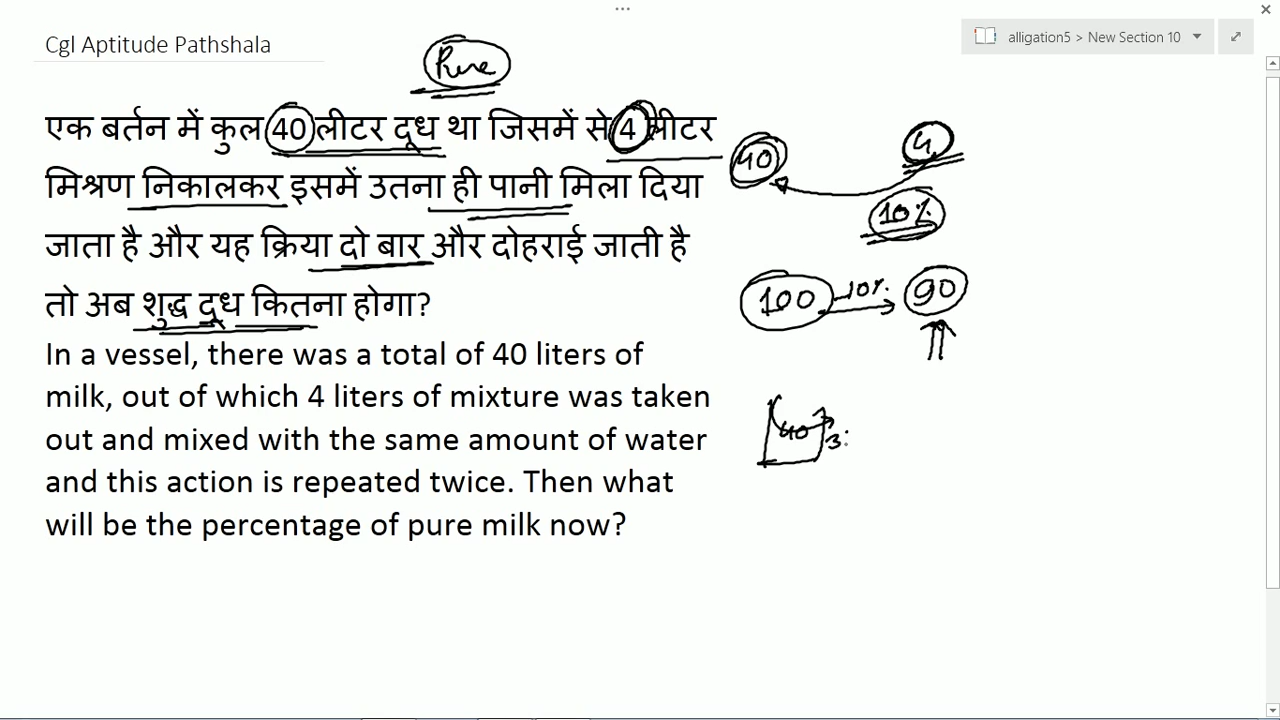 Cgl Aptitude Pathshala
alligation5 > New Section 10
Pure
एक बर्तन में कुल 40 लीटर दूध था जिसमें से 4 लीटर
मिश्रण निकालकर इसमें उतना ही पानी मिला दिया
जाता है और यह क्रिया दो बार और दोहराई जाती है
तो अब शुद्ध दूध कितना होगा?
In a vessel, there was a total of 40 liters of
milk, out of which 4 liters of mixture was taken
out and mixed with the same amount of water
and this action is repeated twice. Then what
will be the percentage of pure milk now?
40 4
10%
100 10% 90
40 3: